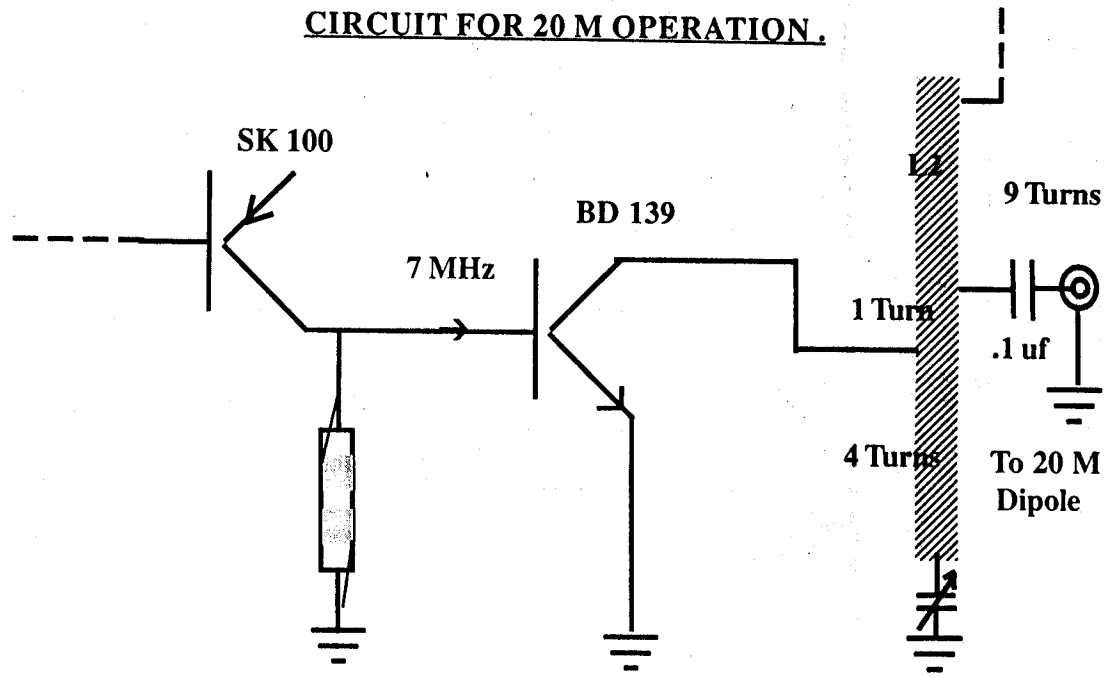 CIRCUIT FOR 20 M OPERATION .
SK 100
BD 139
7 MHz
L1
9 Turns
1 Turn
.1 uf
4 Turns
To 20 M
Dipole